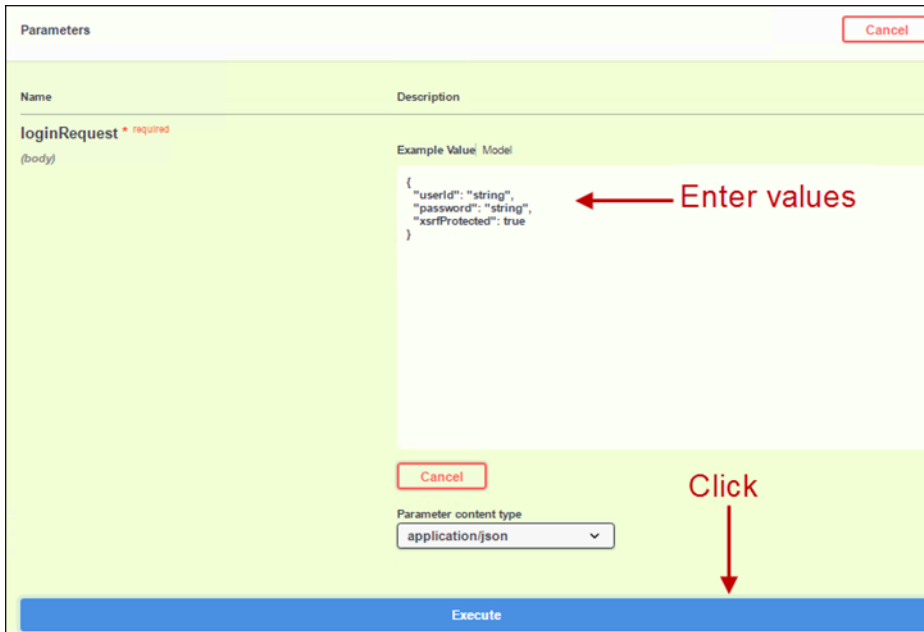 Parameters
Cancel
Name
Description
loginRequest * required
(body)
Example Value Model
{
"userId": "string",
"password": "string",
"xsrfProtected": true
}
Enter values
Cancel
Click
Parameter content type
application/json
Execute